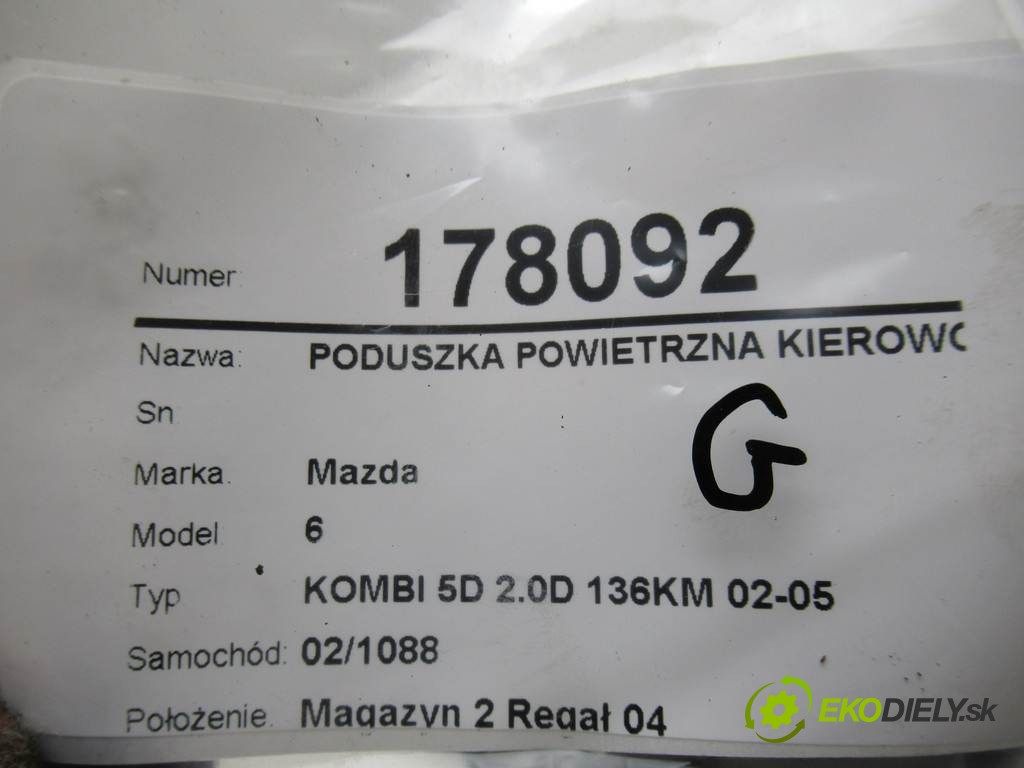 Numer: 178092
Nazwa: PODUSZKA POWIETRZNA KIEROWC
Sn
G
Marka: Mazda
Model 6
Typ KOMBI 5D 2.0D 136KM 02-05
Samochód: 02/1088
Położenie: Magazyn 2 Regał 04
EKODIELY.sk